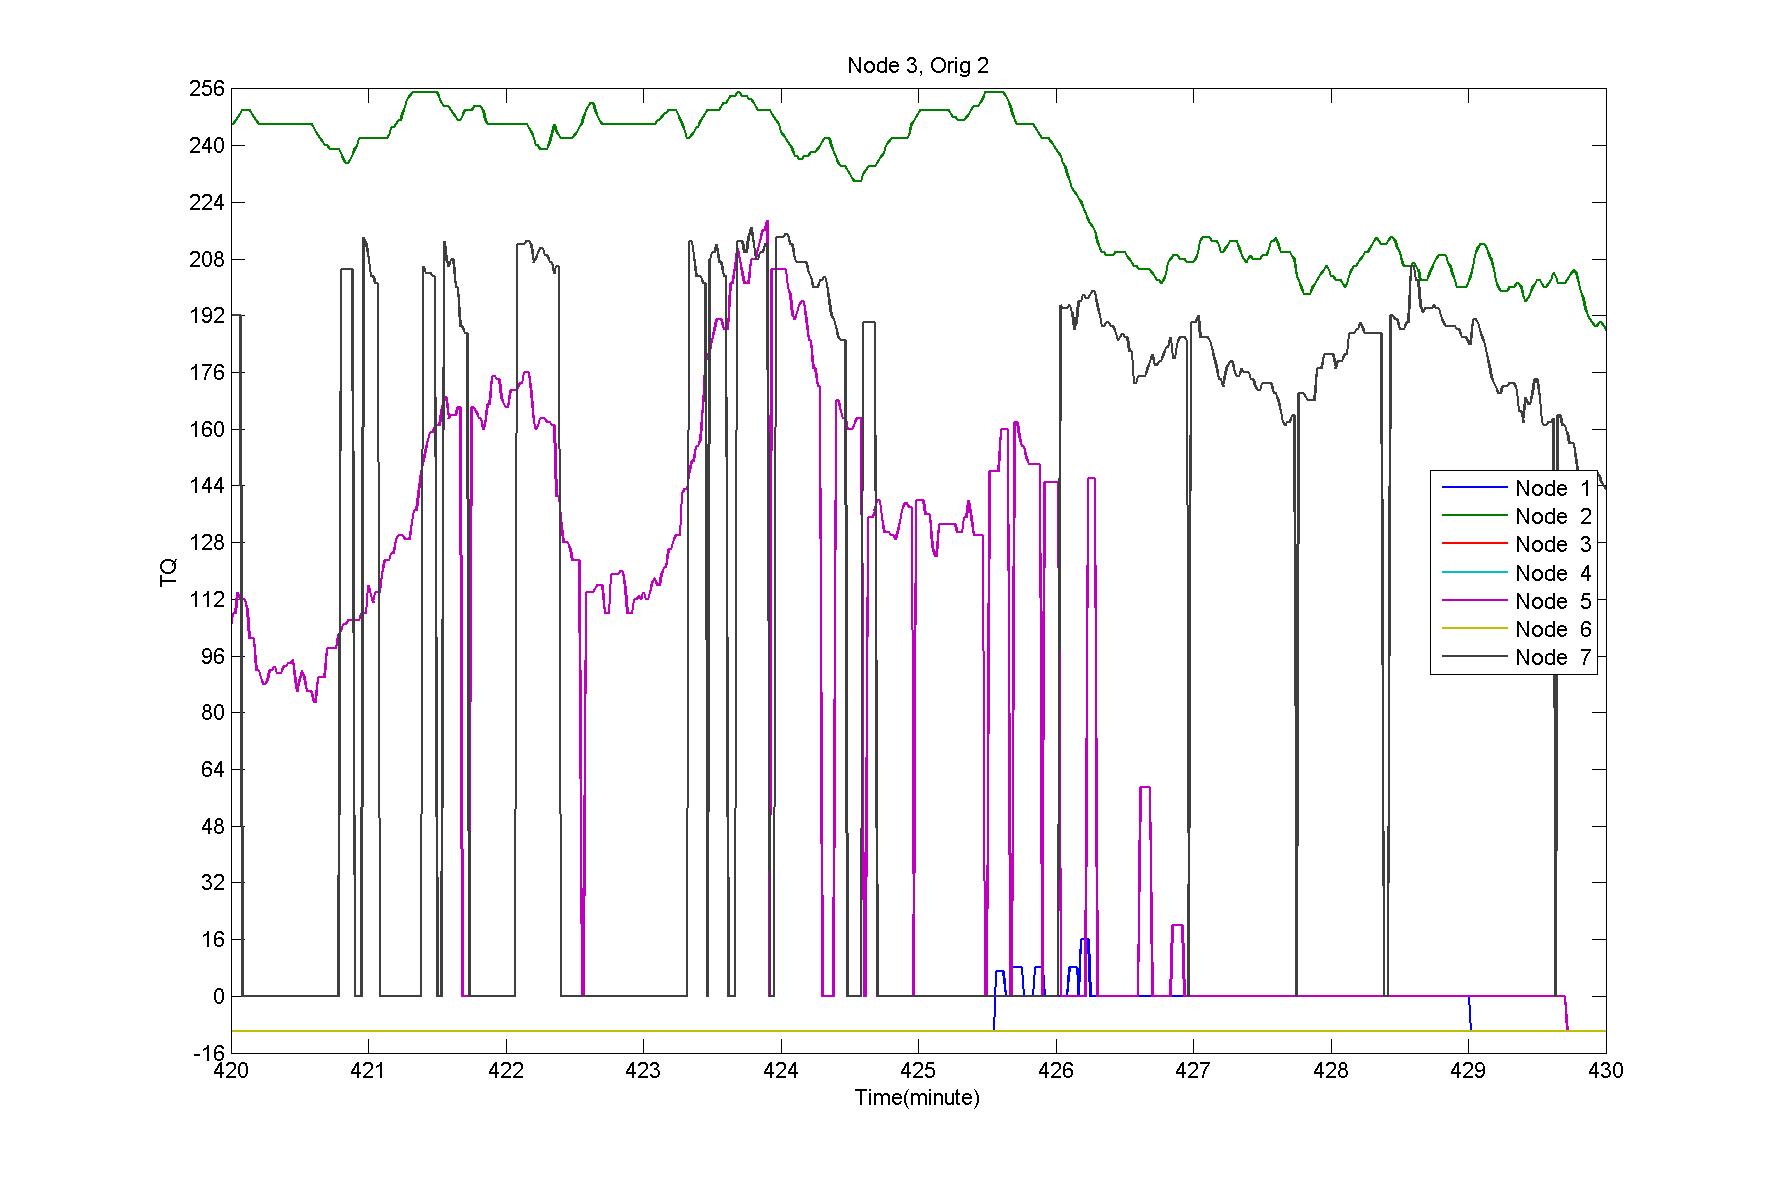 Node 3, Orig 2
256
240
224
208
192
176
160
144
128
112
96
80
64
48
32
16
0
-16
TQ
420 421 422 423 424 425 426 427 428 429 430
Time(minute)
Node 1
Node 2
Node 3
Node 4
Node 5
Node 6
Node 7